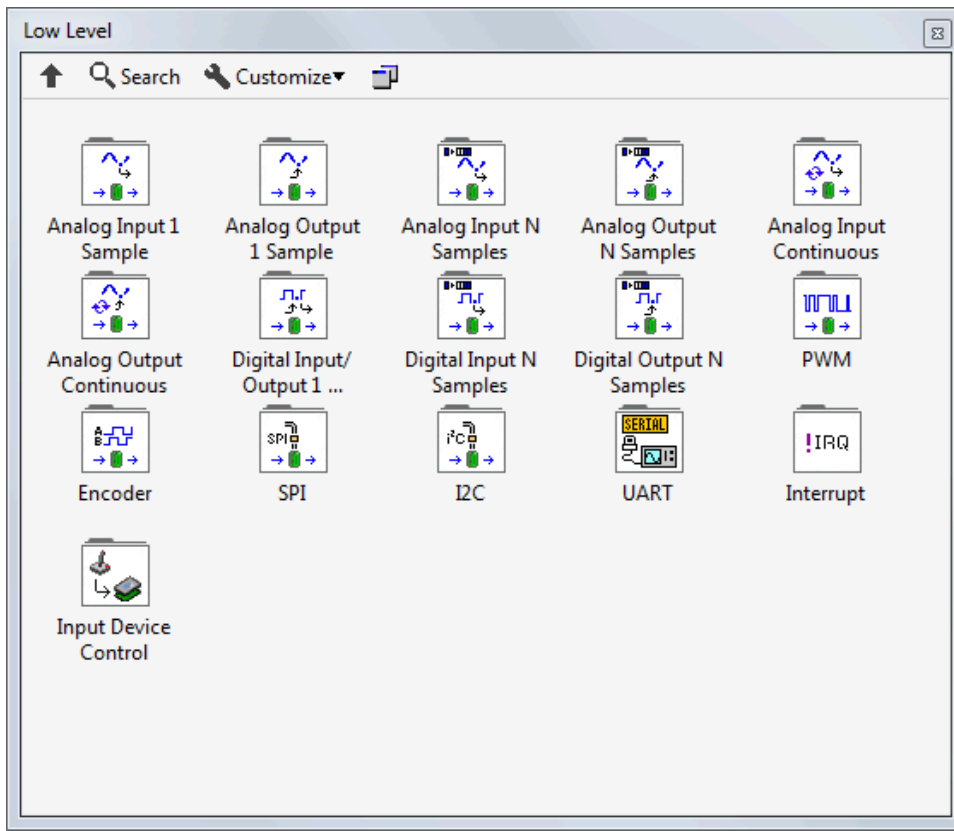 Low Level
Search Customize▾
Analog Input 1
Sample
Analog Output
1 Sample
Analog Input N
Samples
Analog Output
N Samples
Analog Input
Continuous
Analog Output
Continuous
Digital Input/
Output 1 ...
Digital Input N
Samples
Digital Output N
Samples
PWM
A
B
Encoder
SPI
SPI
I²C
I2C
SERIAL
UART
!IRQ
Interrupt
Input Device
Control